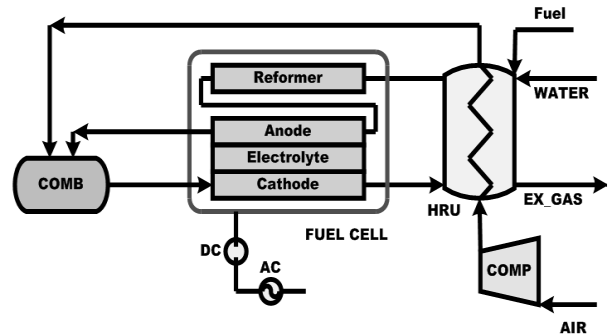 Fuel
Reformer
WATER
Anode
Electrolyte
COMB
Cathode
HRU
EX_GAS
FUEL CELL
DC
AC
COMP
AIR